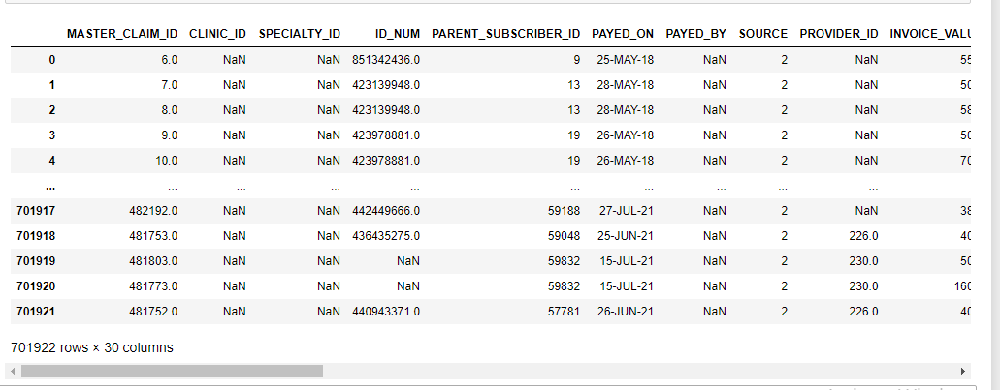 MASTER_CLAIM_ID CLINIC_ID SPECIALTY_ID ID_NUM PARENT_SUBSCRIBER_ID PAYED_ON PAYED_BY SOURCE PROVIDER_ID INVOICE_VALU
0 6.0 NaN NaN 851342436.0 9 25-MAY-18 NaN 2 NaN 55
1 7.0 NaN NaN 423139948.0 13 28-MAY-18 NaN 2 NaN 50
2 8.0 NaN NaN 423139948.0 13 28-MAY-18 NaN 2 NaN 58
3 9.0 NaN NaN 423978881.0 19 26-MAY-18 NaN 2 NaN 50
4 10.0 NaN NaN 423978881.0 19 26-MAY-18 NaN 2 NaN 70
... ... ... ... ... ... ... ... ... ...
701917 482192.0 NaN NaN 442449666.0 59188 27-JUL-21 NaN 2 NaN 38
701918 481753.0 NaN NaN 436435275.0 59048 25-JUN-21 NaN 2 226.0 40
701919 481803.0 NaN NaN NaN 59832 15-JUL-21 NaN 2 230.0 50
701920 481773.0 NaN NaN NaN 59832 15-JUL-21 NaN 2 230.0 160
701921 481752.0 NaN NaN 440943371.0 57781 26-JUN-21 NaN 2 226.0 40
701922 rows × 30 columns